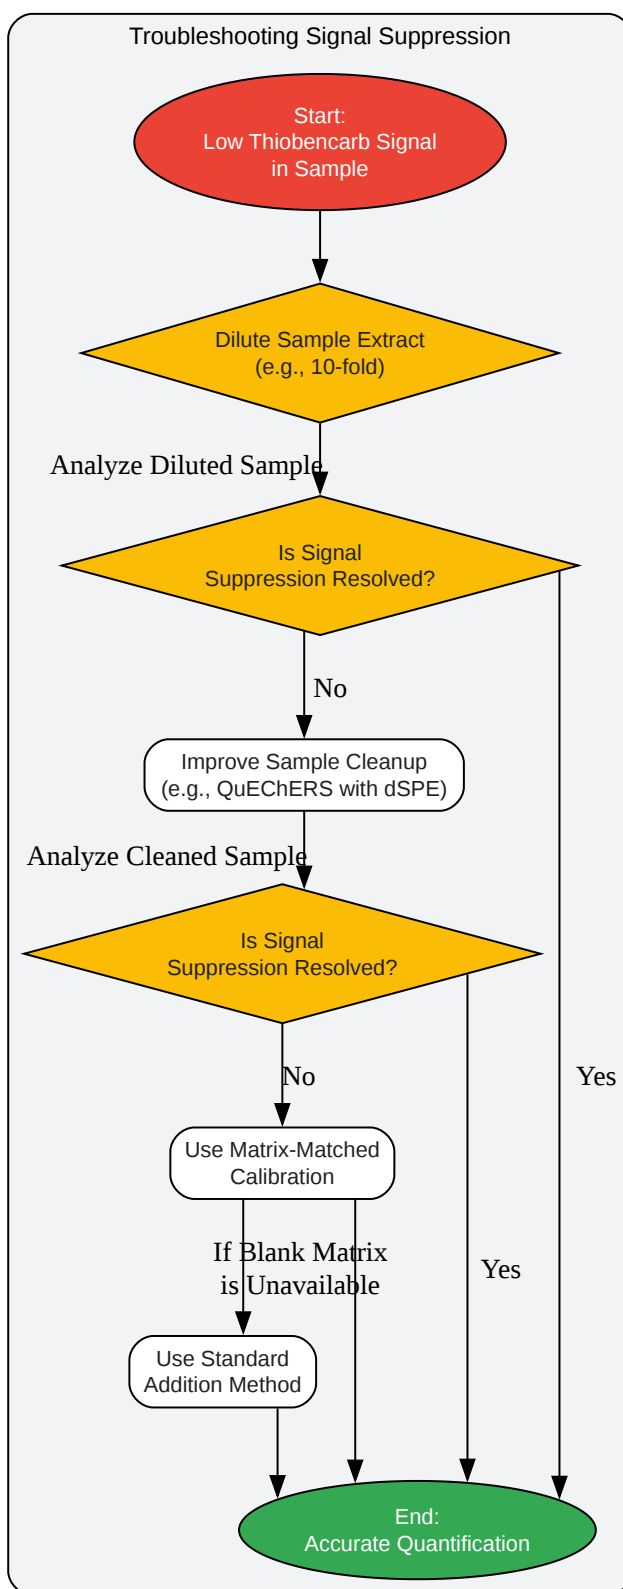 Troubleshooting Signal Suppression
Start:
Low Thiobencarb Signal
in Sample
Dilute Sample Extract
(e.g., 10-fold)
Analyze Diluted Sample
Is Signal
Suppression Resolved?
No
Improve Sample Cleanup
(e.g., QuEChERS with dSPE)
Analyze Cleaned Sample
Is Signal
Suppression Resolved?
No
Yes
Use Matrix-Matched
Calibration
If Blank Matrix
is Unavailable
Yes
Use Standard
Addition Method
End:
Accurate Quantification